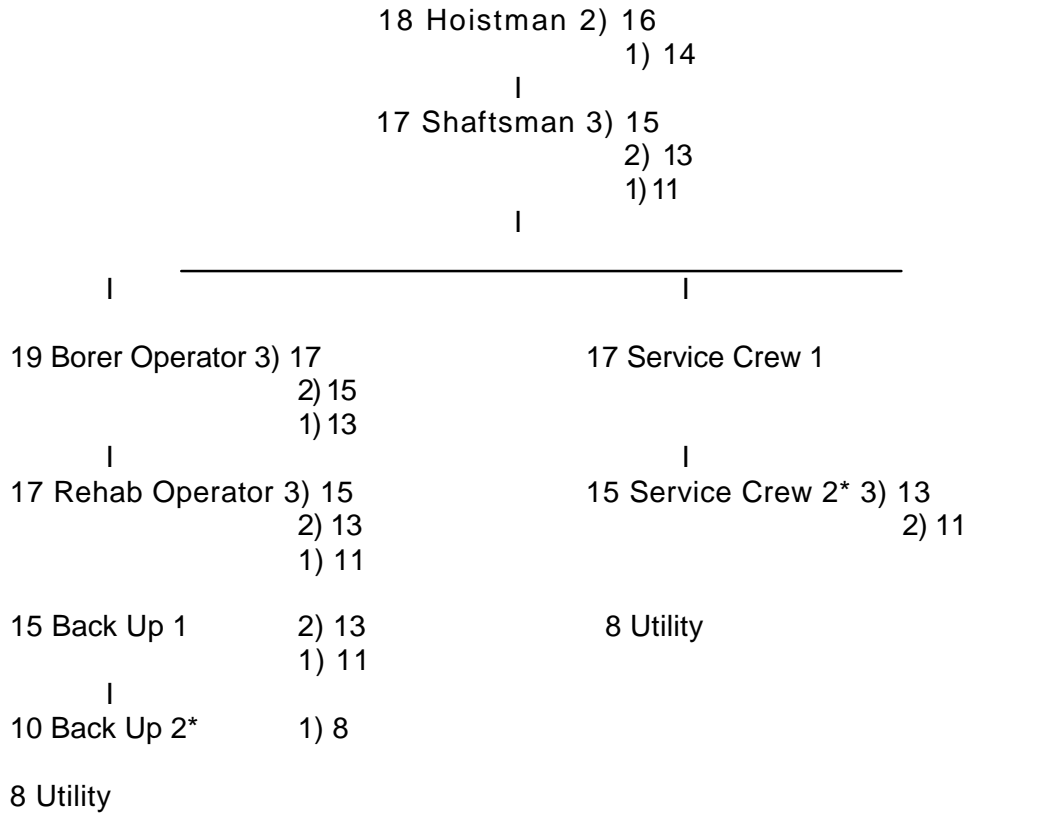 18 Hoistman 2) 16
1) 14
I
17 Shaftsman 3) 15
2) 13
1) 11
I
I I
19 Borer Operator 3) 17 17 Service Crew 1
2) 15
1) 13
I I
17 Rehab Operator 3) 15 15 Service Crew 2* 3) 13
2) 13 2) 11
1) 11
15 Back Up 1 2) 13 8 Utility
1) 11
I
10 Back Up 2* 1) 8
8 Utility